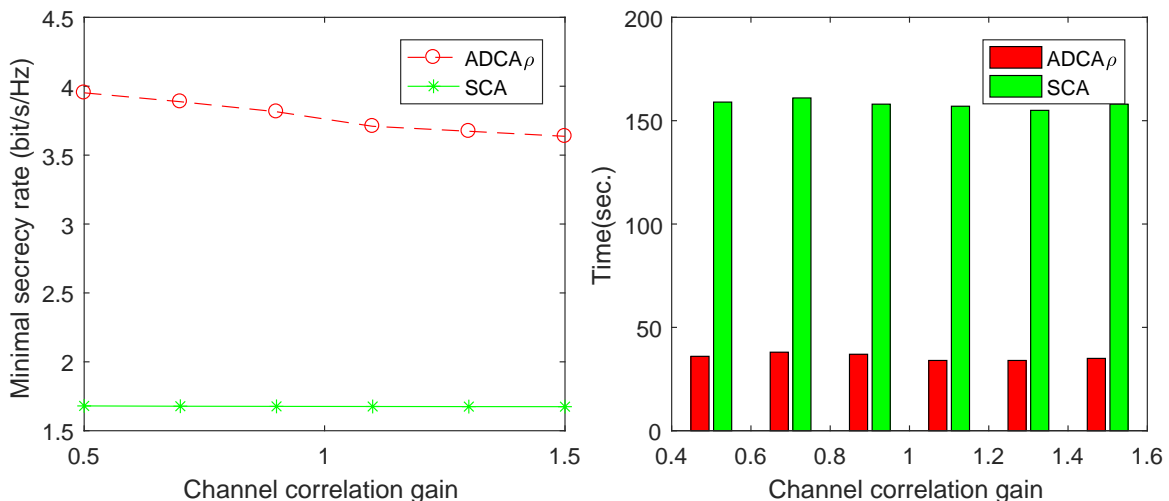 4.5
4
3.5
3
2.5
2
1.5
0.5
1
1.5
Minimal secrecy rate (bit/s/Hz)
Channel correlation gain
ADCAρ
SCA
200
150
100
50
0
0.4
0.6
0.8
1
1.2
1.4
1.6
Time(sec.)
Channel correlation gain
ADCAρ
SCA